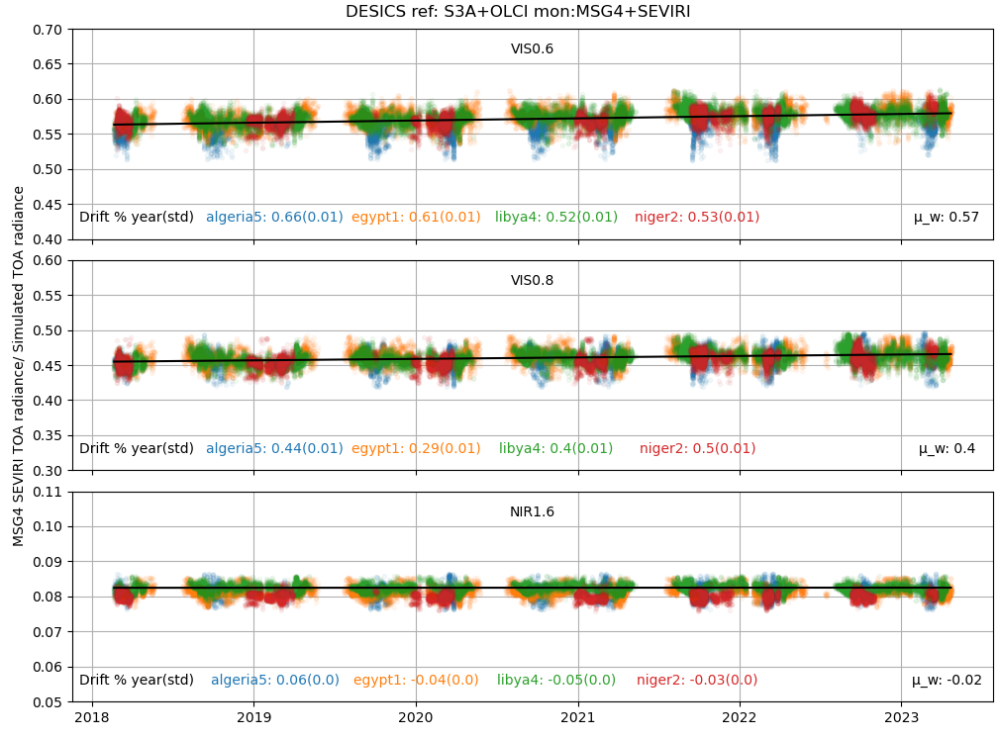 DESICS ref: S3A+OLCI mon:MSG4+SEVIRI
MSG4 SEVIRI TOA radiance/ Simulated TOA radiance
VIS0.6
0.70
0.65
0.60
0.55
0.50
0.45
0.40
Drift % year(std) algeria5: 0.66(0.01) egypt1: 0.61(0.01) libya4: 0.52(0.01) niger2: 0.53(0.01) μ_w: 0.57
VIS0.8
0.60
0.55
0.50
0.45
0.40
0.35
0.30
Drift % year(std) algeria5: 0.44(0.01) egypt1: 0.29(0.01) libya4: 0.4(0.01) niger2: 0.5(0.01) μ_w: 0.4
NIR1.6
0.11
0.10
0.09
0.08
0.07
0.06
0.05
Drift % year(std) algeria5: 0.06(0.0) egypt1: -0.04(0.0) libya4: -0.05(0.0) niger2: -0.03(0.0) μ_w: -0.02
2018 2019 2020 2021 2022 2023